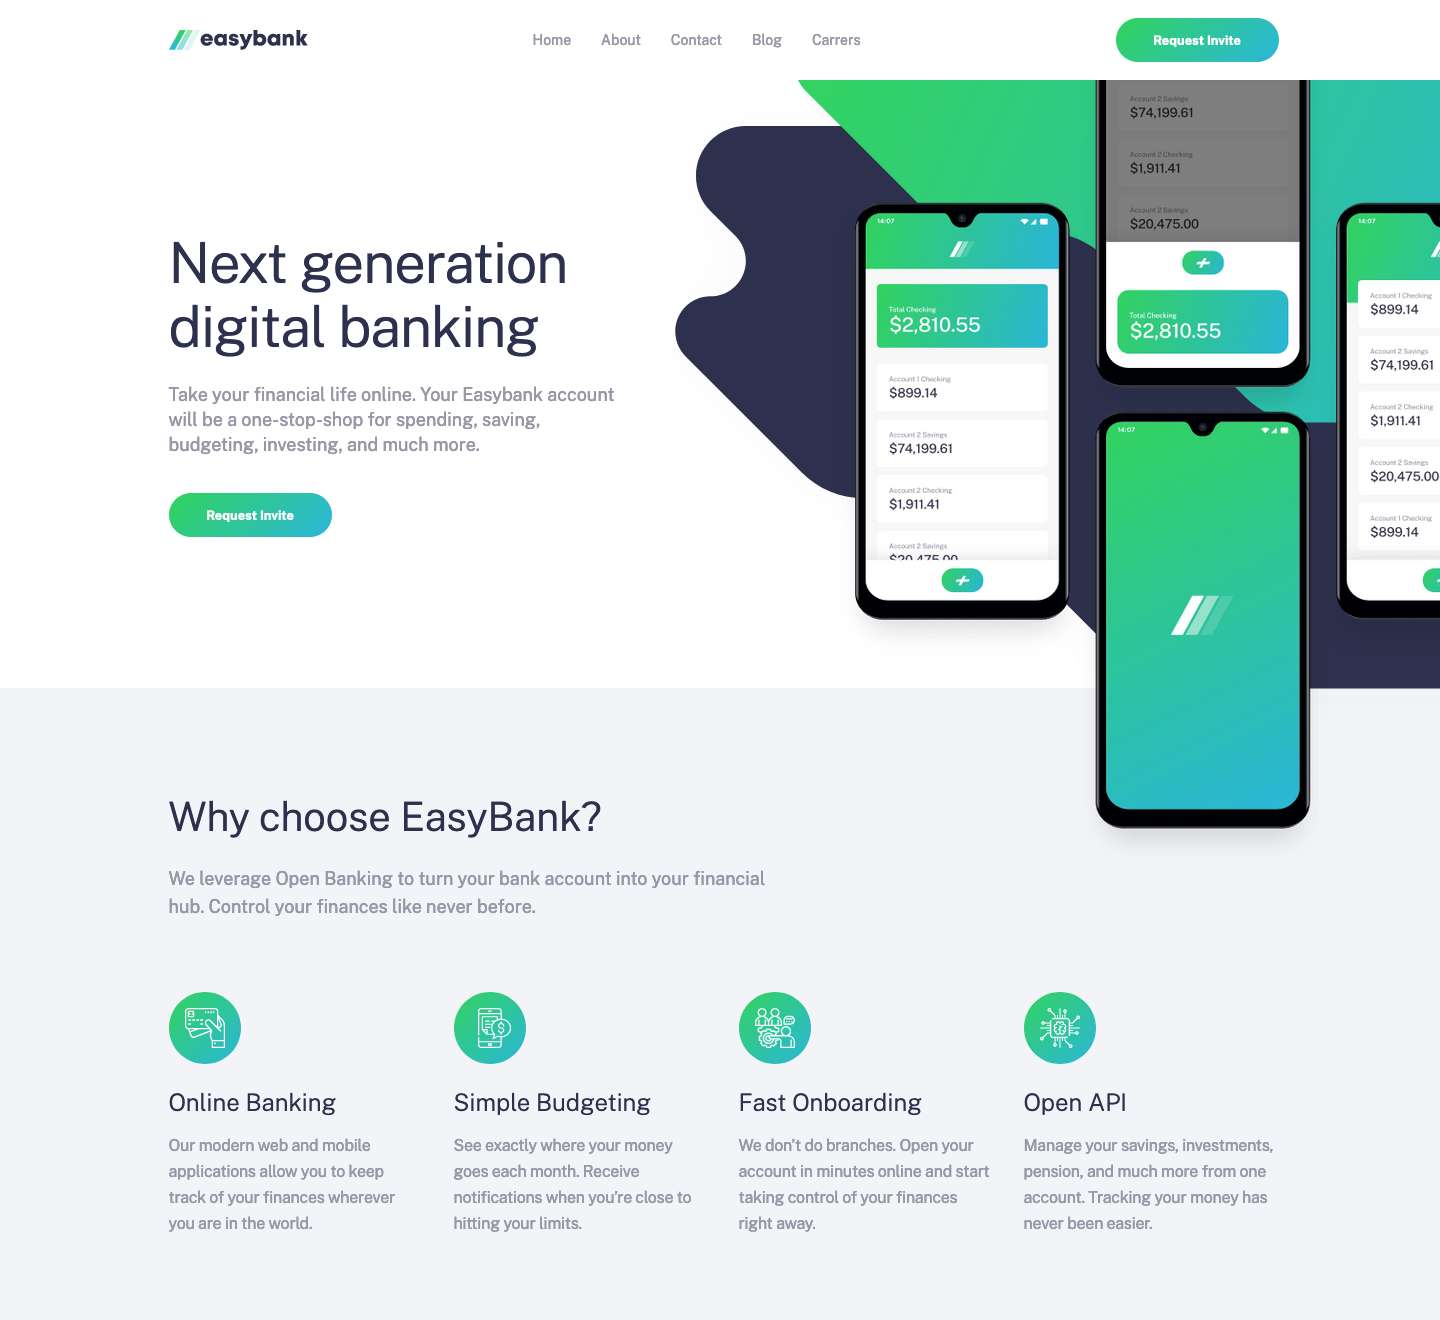 easybank
Home
About
Contact
Blog
Carrers
Request Invite
Next generation
digital banking
Take your financial life online. Your Easybank account
will be a one-stop-shop for spending, saving,
budgeting, investing, and much more.
Request Invite
14:07
Total Checking
$2,810.55
Account 1 Checking
$899.14
Account 2 Savings
$74,199.61
Account 2 Checking
$1,911.41
Account 2 Savings
$20,475.00
Account 2 Savings
$74,199.61
Account 2 Checking
$1,911.41
Account 2 Savings
$20,475.00
Total Checking
$2,810.55
14:07
14:07
Account 1 Checking
$899.14
Account 2 Savings
$74,199.61
Account 2 Checking
$1,911.41
Account 2 Savings
$20,475.00
Account 1 Checking
$899.14
Why choose EasyBank?
We leverage Open Banking to turn your bank account into your financial
hub. Control your finances like never before.
Online Banking
Our modern web and mobile
applications allow you to keep
track of your finances wherever
you are in the world.
Simple Budgeting
See exactly where your money
goes each month. Receive
notifications when you're close to
hitting your limits.
Fast Onboarding
We don't do branches. Open your
account in minutes online and start
taking control of your finances
right away.
Open API
Manage your savings, investments,
pension, and much more from one
account. Tracking your money has
never been easier.